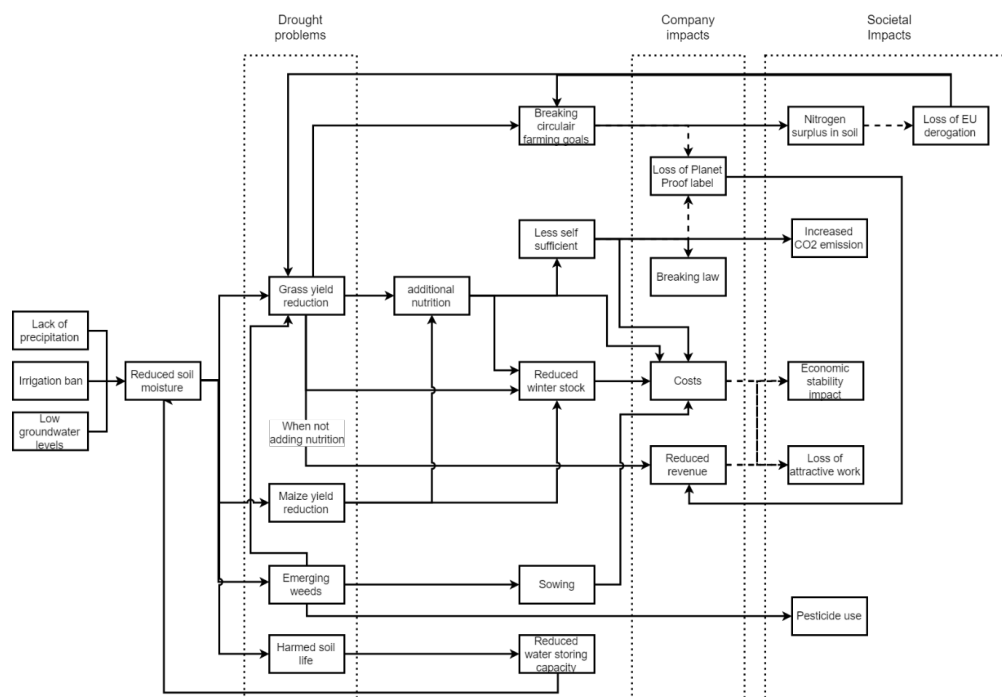 Drought
problems
Company
impacts
Societal
Impacts
Breaking
circulair
farming goals
Nitrogen
surplus in soil
Loss of EU
derogation
Loss of Planet
Proof label
Less self
sufficient
Increased
CO2 emission
Breaking law
Grass yield
reduction
additional
nutrition
Lack of
precipitation
Irrigation ban
Reduced soil
moisture
Low
groundwater
levels
Reduced
winter stock
Costs
Economic
stability
impact
When not
adding nutrition
Reduced
revenue
Loss of
attractive work
Maize yield
reduction
Emerging
weeds
Sowing
Pesticide use
Harmed soil
life
Reduced
water storing
capacity